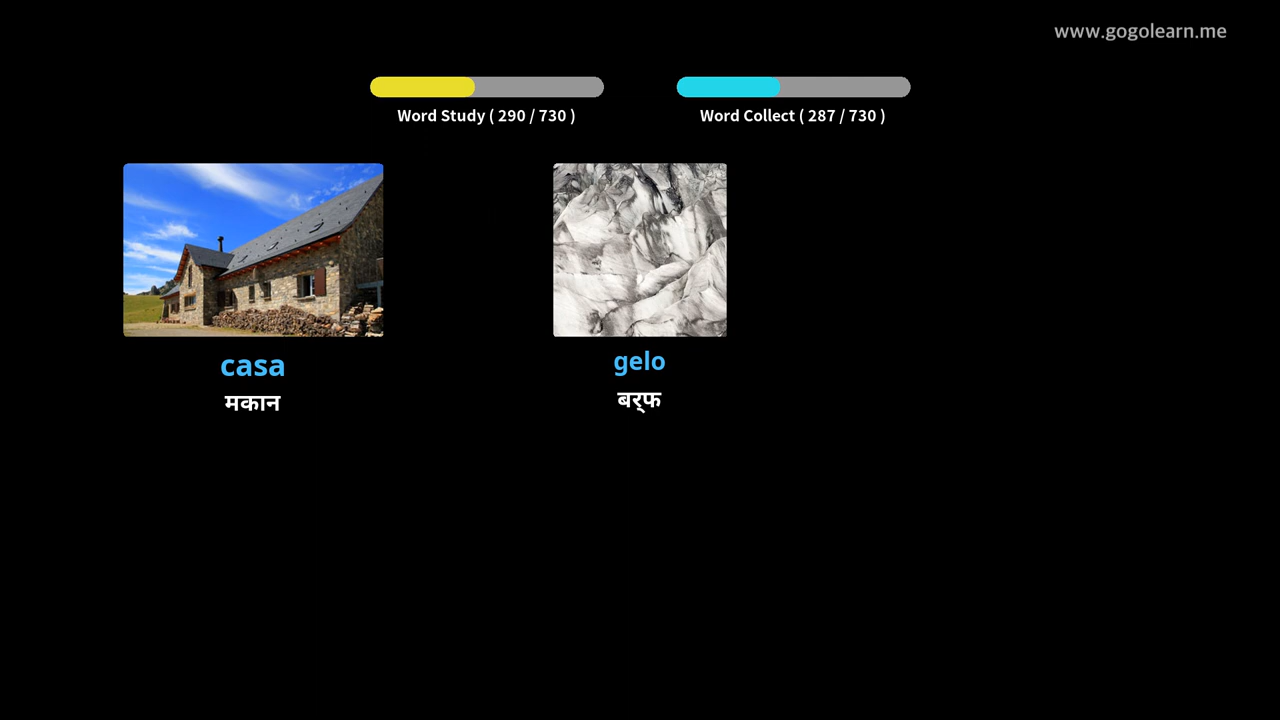 www.gogolearn.me
Word Study ( 290 / 730 )
Word Collect ( 287 / 730 )
casa
मकान
gelo
बर्फ